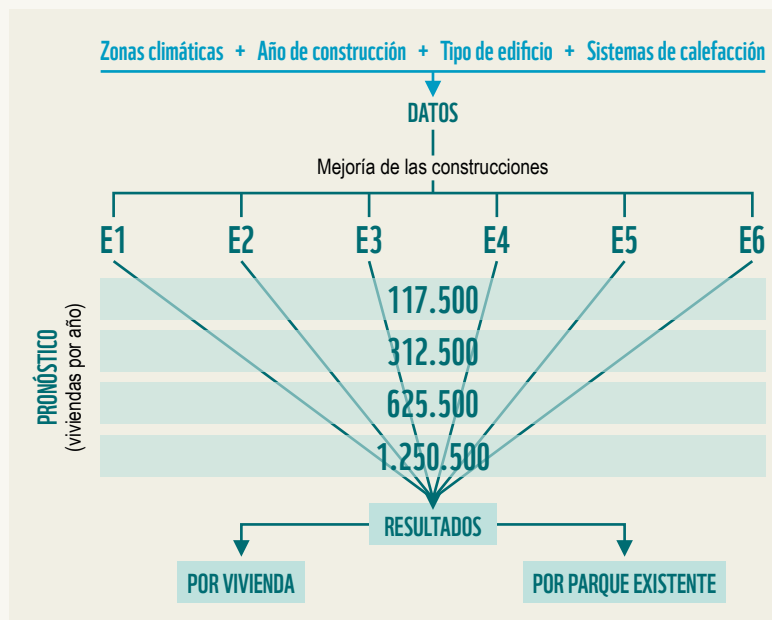 Zonas climáticas + Año de construcción + Tipo de edificio + Sistemas de calefacción
DATOS
Mejoría de las construcciones
E1 E2 E3 E4 E5 E6
PRONÓSTICO
(viviendas por año)
117.500
312.500
625.500
1.250.500
RESULTADOS
POR VIVIENDA
POR PARQUE EXISTENTE